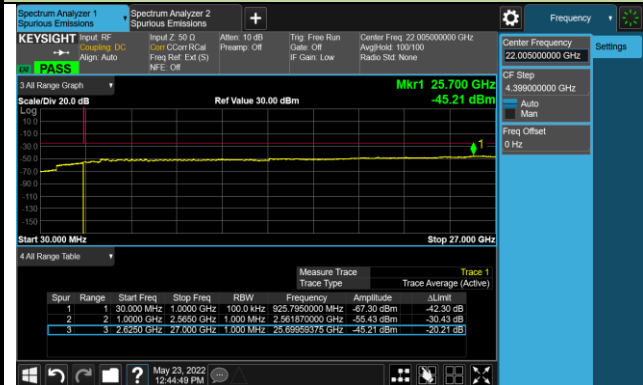 Spectrum Analyzer 1
Spurious Emissions
Spectrum Analyzer 2
Spurious Emissions
+
Frequency
KEYSIGHT
Input: RF
Coupling: DC
Align: Auto
Input Z: 50 Ω
Corr CCorr RCal
Freq Ref: Ext (S)
NFE: Off
Atten: 10 dB
Preamp: Off
Trig: Free Run
Gate: Off
IF Gain: Low
Center Freq: 22.005000000 GHz
Avg|Hold: 100/100
Radio Std: None
PASS
Center Frequency
22.005000000 GHz
Settings
CF Step
4.399000000 GHz
Auto
Man
Freq Offset
0 Hz
3 All Range Graph
Mkr1 25.700 GHz
Scale/Div 20.0 dB
Ref Value 30.00 dBm
-45.21 dBm
Log
10.0
-10.0
-30.0
-50.0
-70.0
-90.0
-110
-130
-150
1
Start 30.000 MHz
Stop 27.000 GHz
4 All Range Table
Measure Trace Trace 1
Trace Type Trace Average (Active)
Spur Range Start Freq Stop Freq RBW Frequency Amplitude ΔLimit
1 1 30.000 MHz 1.0000 GHz 100.0 kHz 925.7950000 MHz -67.30 dBm -42.30 dB
2 2 1.0000 GHz 2.5650 GHz 1.000 MHz 2.561870000 GHz -55.43 dBm -30.43 dB
3 3 2.6250 GHz 27.000 GHz 1.000 MHz 25.69959375 GHz -45.21 dBm -20.21 dB
?
May 23, 2022
12:44:49 PM